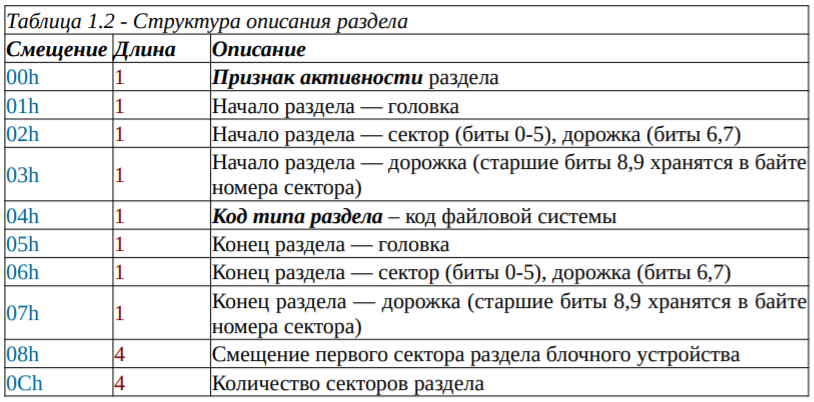 Таблица 1.2 - Структура описания раздела
Смещение Длина Описание
00h 1 Признак активности раздела
01h 1 Начало раздела — головка
02h 1 Начало раздела — сектор (биты 0-5), дорожка (биты 6,7)
03h 1 Начало раздела — дорожка (старшие биты 8,9 хранятся в байте
номера сектора)
04h 1 Код типа раздела – код файловой системы
05h 1 Конец раздела — головка
06h 1 Конец раздела — сектор (биты 0-5), дорожка (биты 6,7)
07h 1 Конец раздела — дорожка (старшие биты 8,9 хранятся в байте
номера сектора)
08h 4 Смещение первого сектора раздела блочного устройства
0Ch 4 Количество секторов раздела